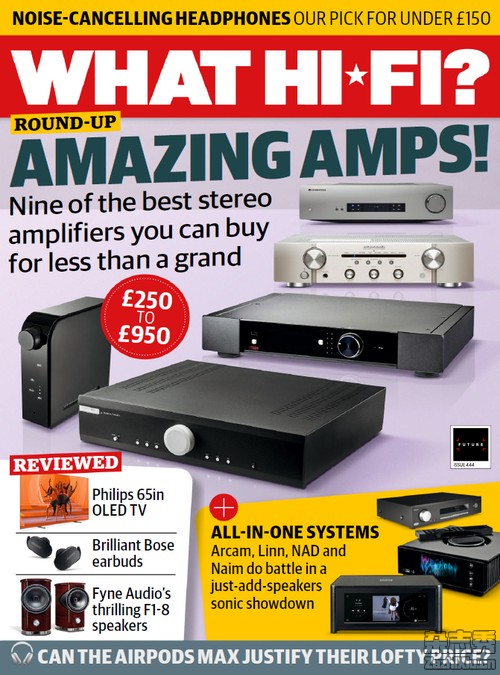 NOISE-CANCELLING HEADPHONES OUR PICK FOR UNDER £150
WHAT HI★FI?
ROUND-UP
AMAZING AMPS!
Nine of the best stereo
amplifiers you can buy
for less than a grand
£250
TO
£950
FUTURE
ISSUE 444
REVIEWED
Philips 65in
OLED TV
Brilliant Bose
earbuds
Fyne Audio's
thrilling F1-8
speakers
+
ALL-IN-ONE SYSTEMS
Arcam, Linn, NAD and
Naim do battle in a
just-add-speakers
sonic showdown
CAN THE AIRPODS MAX JUSTIFY THEIR LOFTY PRICE?